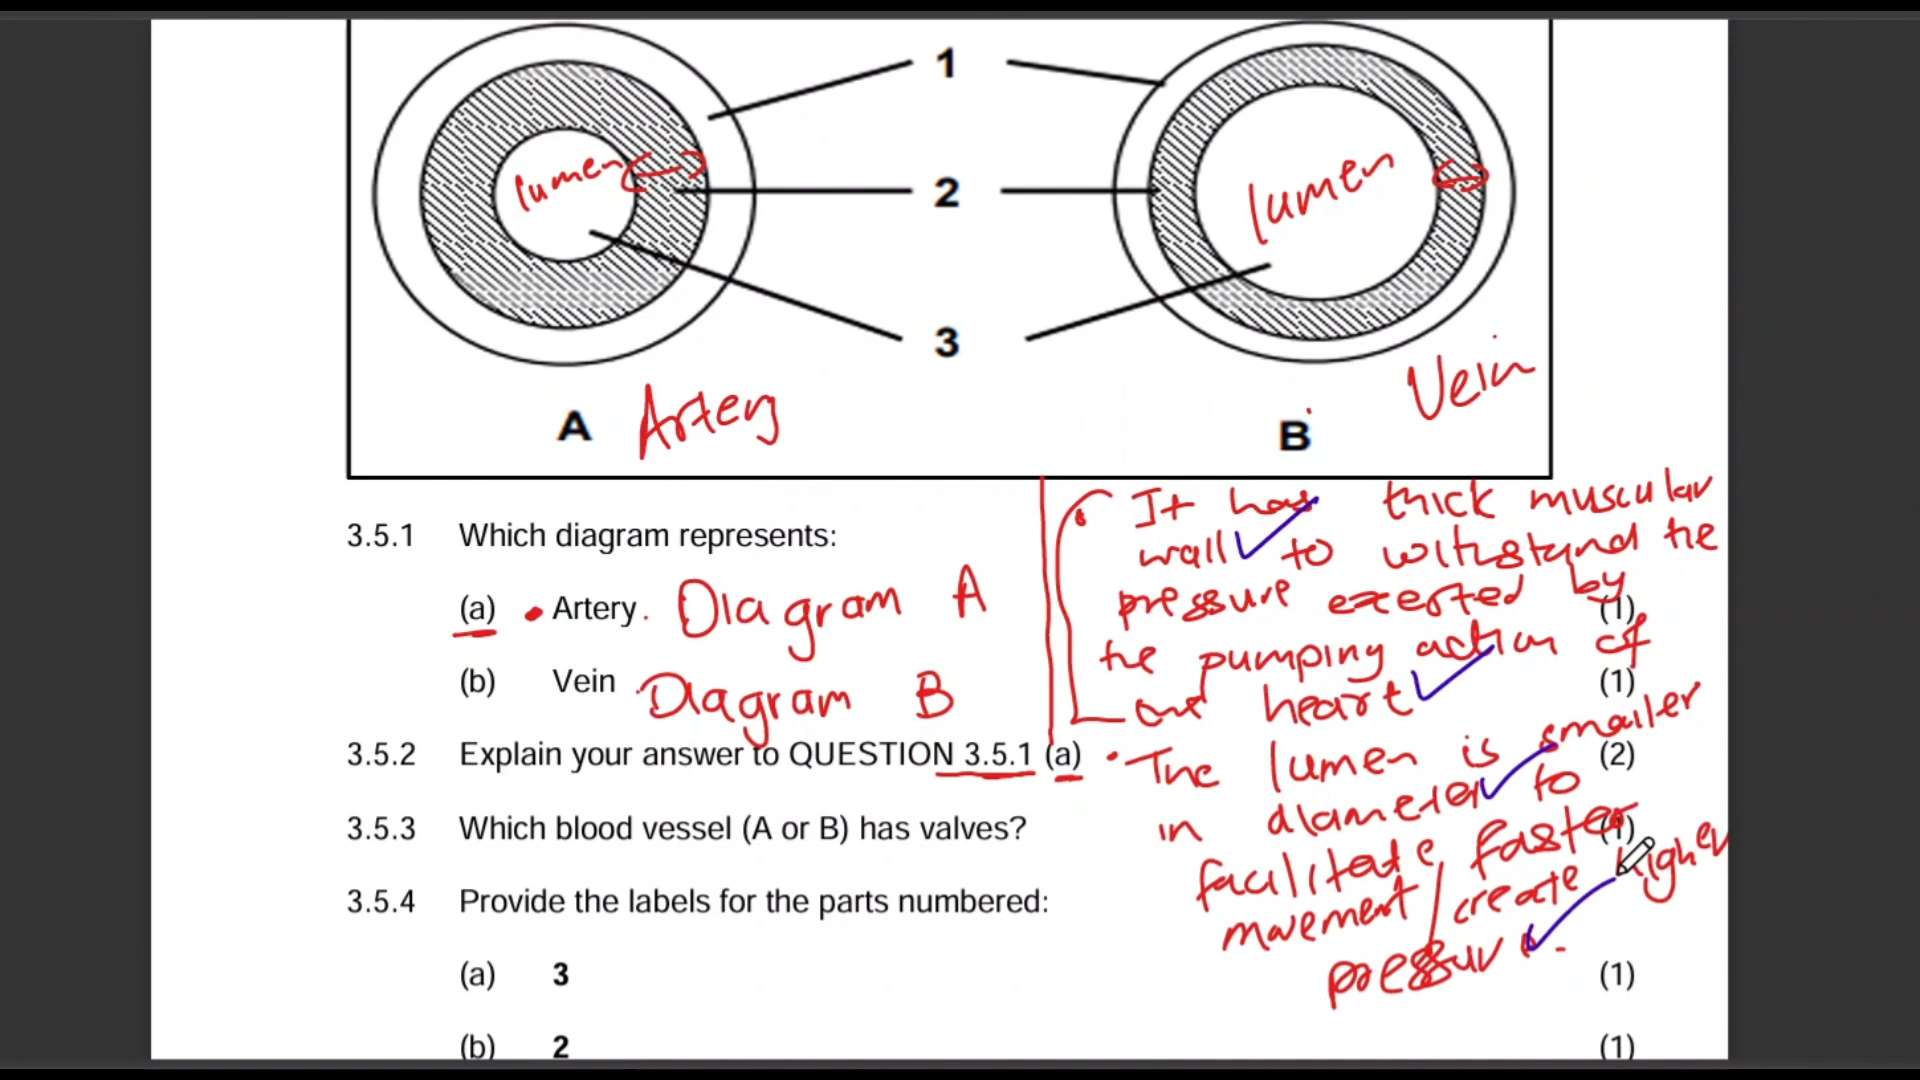 1
lumen
2
lumen
3
A Artery
B
Vein
3.5.1 Which diagram represents:
(a) • Artery. Diagram A (1)
(b) Vein Diagram B (1)
3.5.2 Explain your answer to QUESTION 3.5.1 (a) (2)
3.5.3 Which blood vessel (A or B) has valves? (1)
3.5.4 Provide the labels for the parts numbered:
(a) 3 (1)
(b) 2 (1)
• It has thick muscular
wall to withstand the
pressure exerted by
the pumping action of
our heart
• The lumen is smaller
in diameter to
facilitate faster
movement / create higher
pressure.